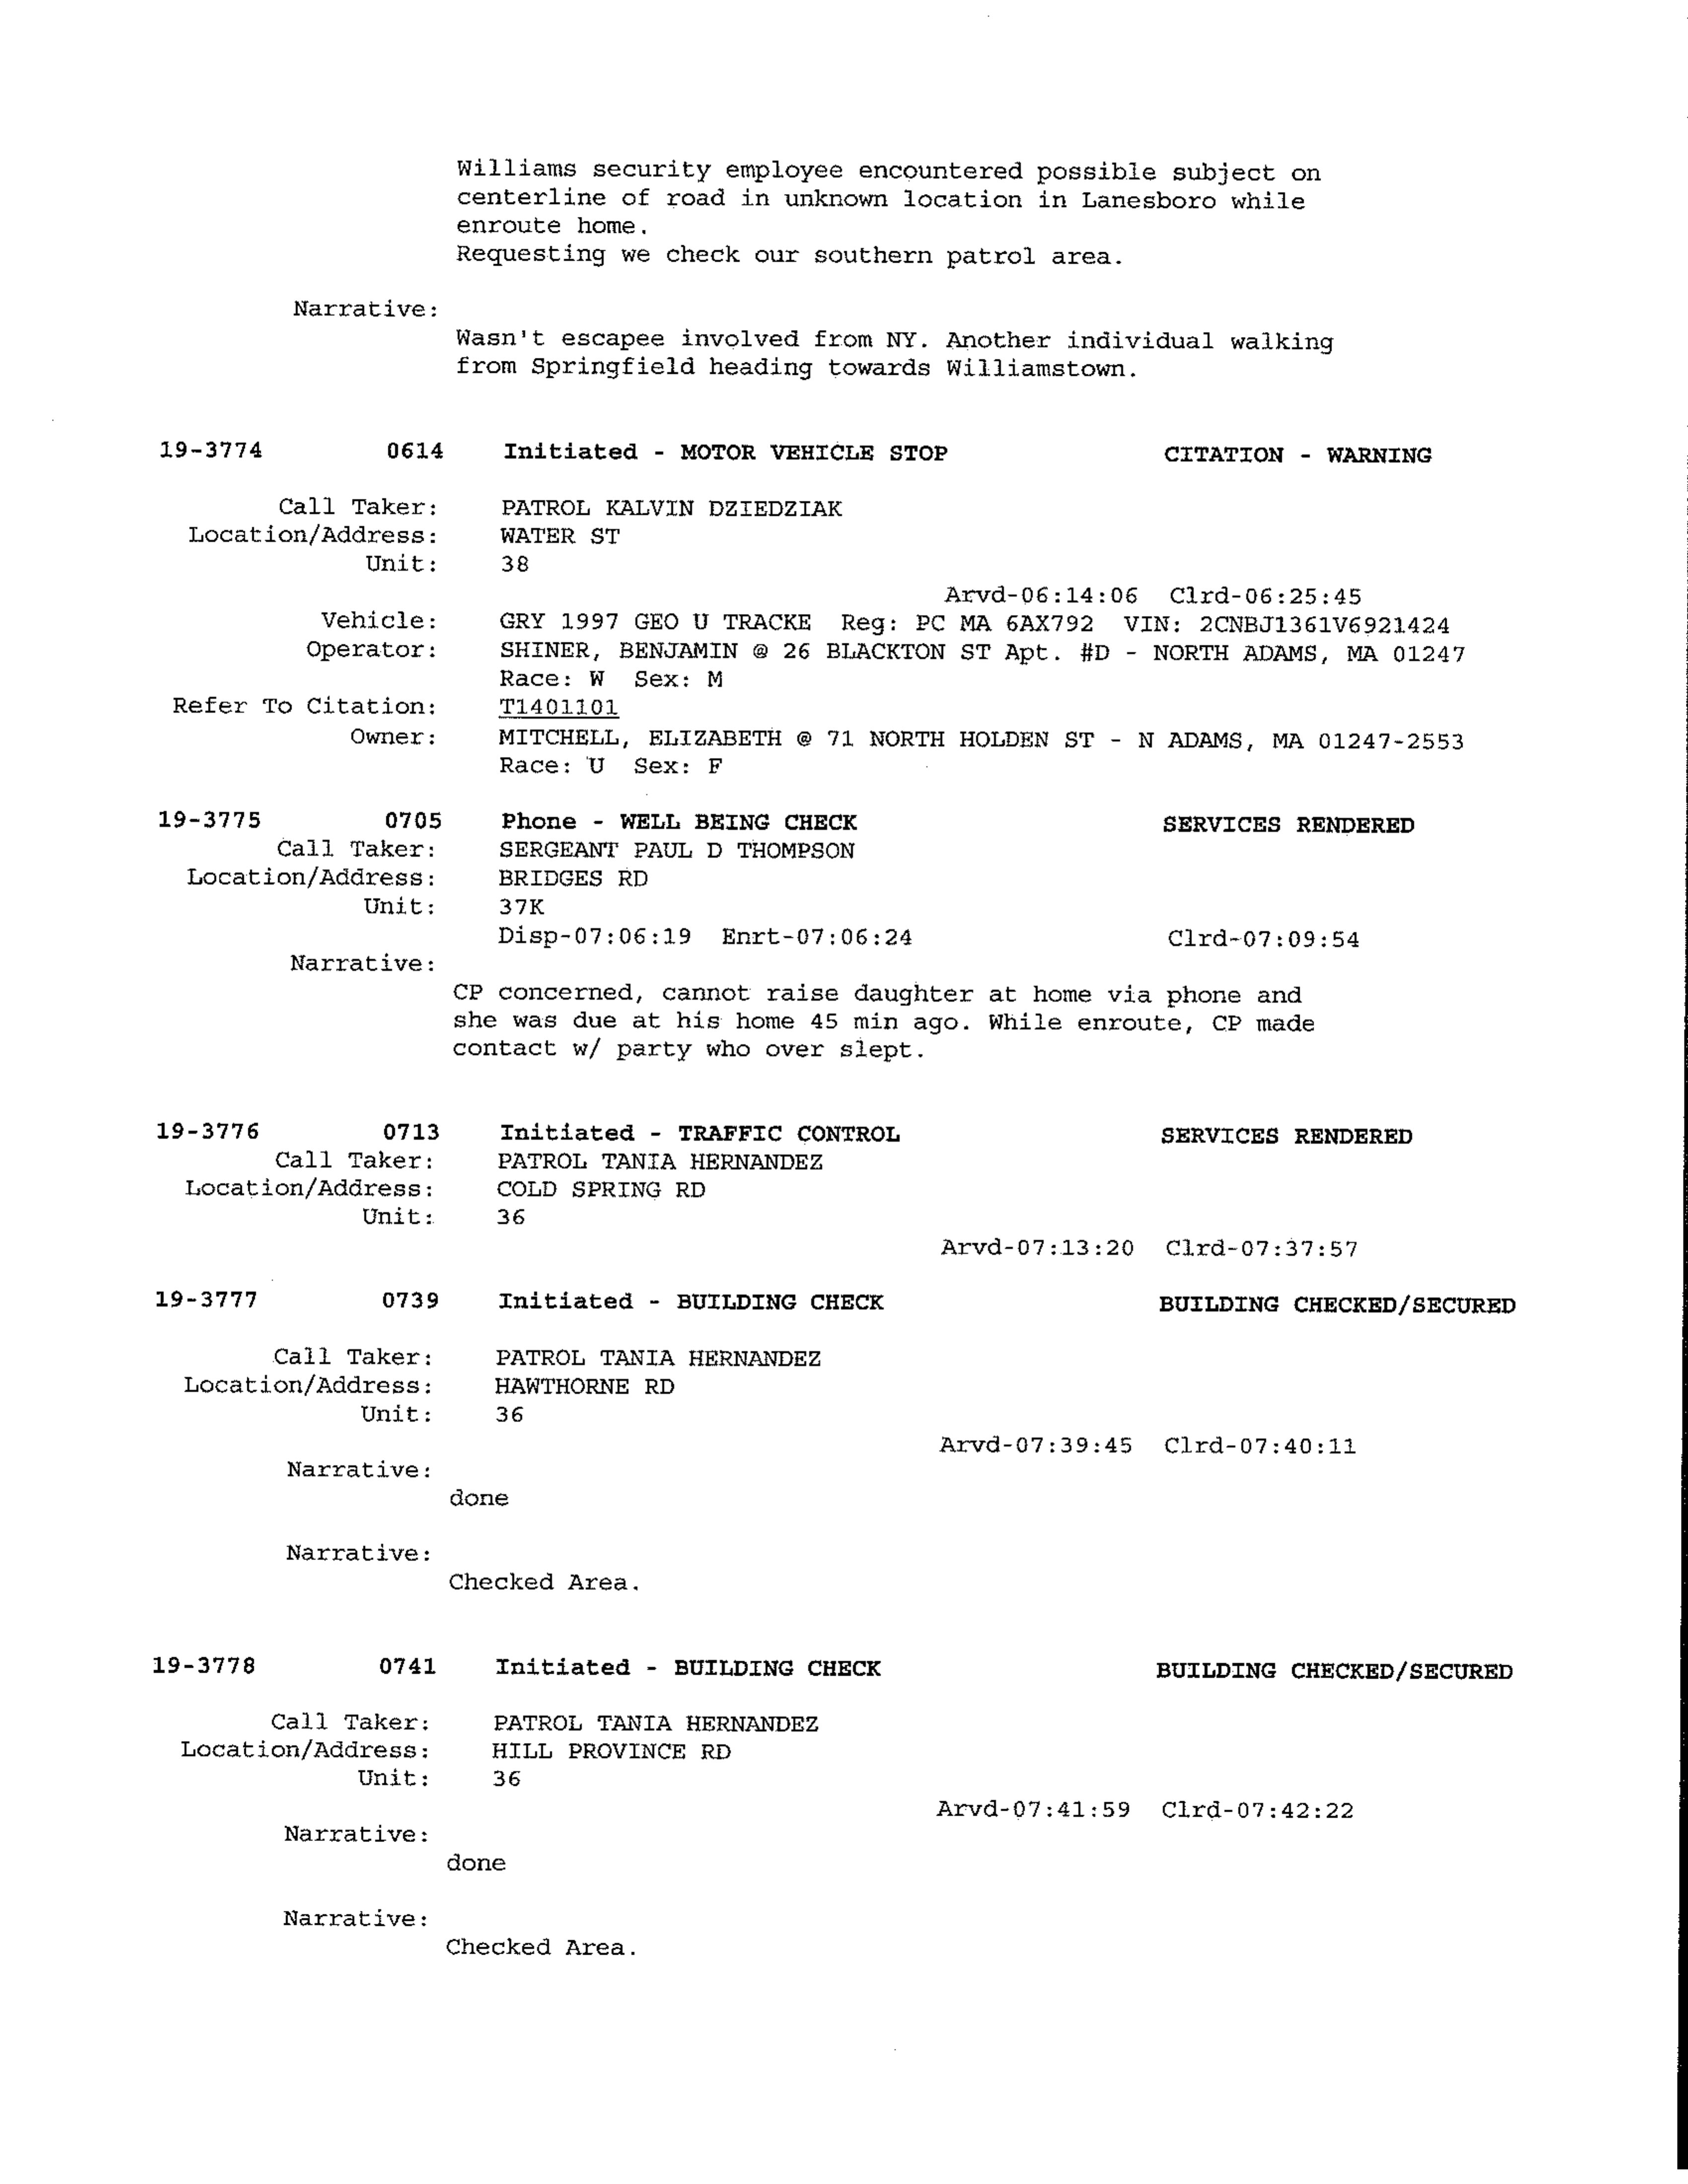 Williams security employee encountered possible subject on
centerline of road in unknown location in Lanesboro while
enroute home.
Requesting we check our southern patrol area.
Narrative:
Wasn't escapee involved from NY. Another individual walking
from Springfield heading towards Williamstown.
19-3774 0614 Initiated - MOTOR VEHICLE STOP CITATION - WARNING
Call Taker: PATROL KALVIN DZIEDZIAK
Location/Address: WATER ST
Unit: 38
Arvd-06:14:06 Clrd-06:25:45
Vehicle: GRY 1997 GEO U TRACKE Reg: PC MA 6AX792 VIN: 2CNBJ1361V6921424
Operator: SHINER, BENJAMIN @ 26 BLACKTON ST Apt. #D - NORTH ADAMS, MA 01247
Race: W Sex: M
Refer To Citation: T1401101
Owner: MITCHELL, ELIZABETH @ 71 NORTH HOLDEN ST - N ADAMS, MA 01247-2553
Race: U Sex: F
19-3775 0705 Phone - WELL BEING CHECK SERVICES RENDERED
Call Taker: SERGEANT PAUL D THOMPSON
Location/Address: BRIDGES RD
Unit: 37K
Disp-07:06:19 Enrt-07:06:24 Clrd-07:09:54
Narrative:
CP concerned, cannot raise daughter at home via phone and
she was due at his home 45 min ago. While enroute, CP made
contact w/ party who over slept.
19-3776 0713 Initiated - TRAFFIC CONTROL SERVICES RENDERED
Call Taker: PATROL TANIA HERNANDEZ
Location/Address: COLD SPRING RD
Unit: 36
Arvd-07:13:20 Clrd-07:37:57
19-3777 0739 Initiated - BUILDING CHECK BUILDING CHECKED/SECURED
Call Taker: PATROL TANIA HERNANDEZ
Location/Address: HAWTHORNE RD
Unit: 36
Arvd-07:39:45 Clrd-07:40:11
Narrative:
done
Narrative:
Checked Area.
19-3778 0741 Initiated - BUILDING CHECK BUILDING CHECKED/SECURED
Call Taker: PATROL TANIA HERNANDEZ
Location/Address: HILL PROVINCE RD
Unit: 36
Arvd-07:41:59 Clrd-07:42:22
Narrative:
done
Narrative:
Checked Area.